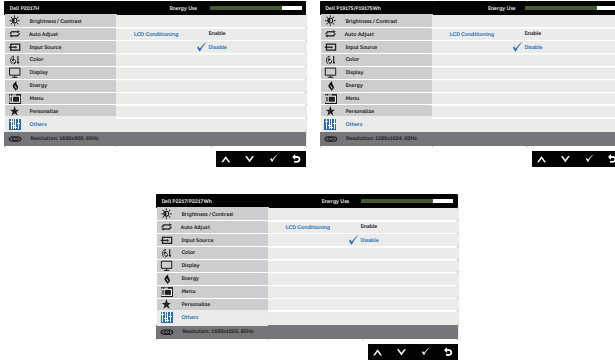 Dell P2017H Energy Use
Brightness / Contrast
Auto Adjust LCD Conditioning Enable
Input Source Disable
Color
Display
Energy
Menu
Personalize
Others
Resolution: 1600x900, 60Hz
Dell P1917S/P1917SWh Energy Use
Brightness / Contrast
Auto Adjust LCD Conditioning Enable
Input Source Disable
Color
Display
Energy
Menu
Personalize
Others
Resolution: 1280x1024, 60Hz
Dell P2217/P2217Wh Energy Use
Brightness / Contrast
Auto Adjust LCD Conditioning Enable
Input Source Disable
Color
Display
Energy
Menu
Personalize
Others
Resolution: 1680x1050, 60Hz